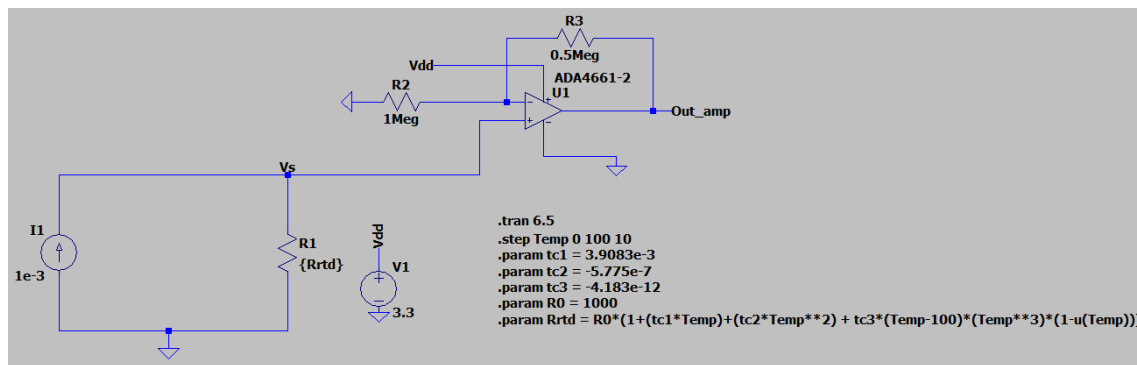 R3
0.5Meg
Vdd
ADA4661-2
R2
U1
1Meg
Out_amp
Vs
I1
1e-3
R1
{Rrtd}
Vdd
V1
3.3
.tran 6.5
.step Temp 0 100 10
.param tc1 = 3.9083e-3
.param tc2 = -5.775e-7
.param tc3 = -4.183e-12
.param R0 = 1000
.param Rrtd = R0*(1+(tc1*Temp)+(tc2*Temp**2) + tc3*(Temp-100)*(Temp**3)*(1-u(Temp)))